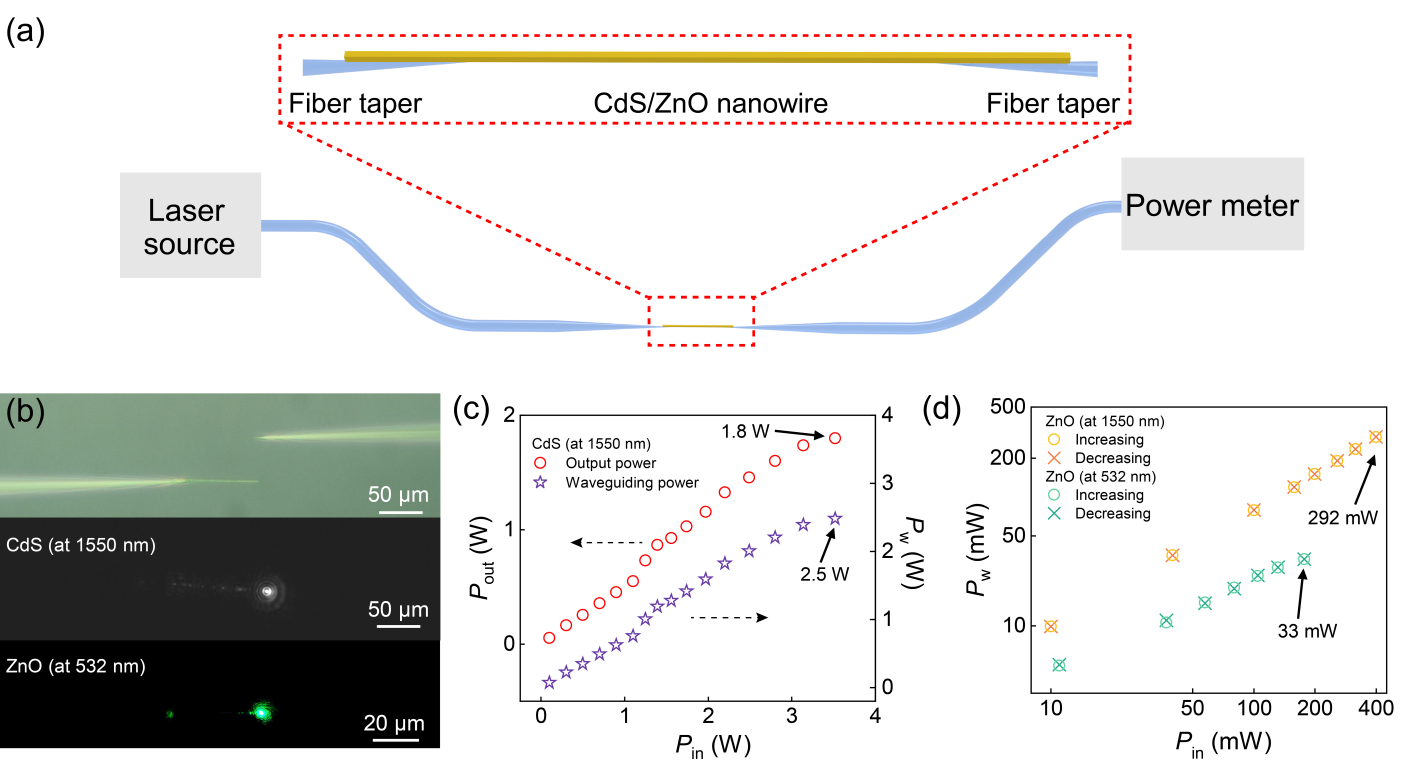 (a)
Fiber taper
CdS/ZnO nanowire
Fiber taper
Laser
source
Power meter
(b)
50 μm
CdS (at 1550 nm)
50 μm
ZnO (at 532 nm)
20 μm
(c)
2
1
0
P_out (W)
CdS (at 1550 nm)
Output power
Waveguiding power
1.8 W
2.5 W
4
3
2
1
0
P_w (W)
0
1
2
3
4
P_in (W)
(d)
500
200
50
10
P_w (mW)
ZnO (at 1550 nm)
Increasing
Decreasing
ZnO (at 532 nm)
Increasing
Decreasing
292 mW
33 mW
10
50
100
200
400
P_in (mW)